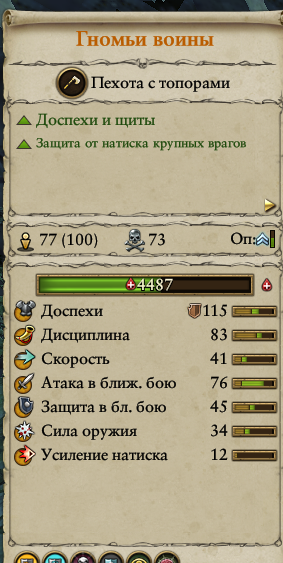 Гномьи воины
Пехота с топорами
Доспехи и щиты
Защита от натиска крупных врагов
77 (100) 73 Оп:
4487
Доспехи 115
Дисциплина 83
Скорость 41
Атака в ближ. бою 76
Защита в бл. бою 45
Сила оружия 34
Усиление натиска 12